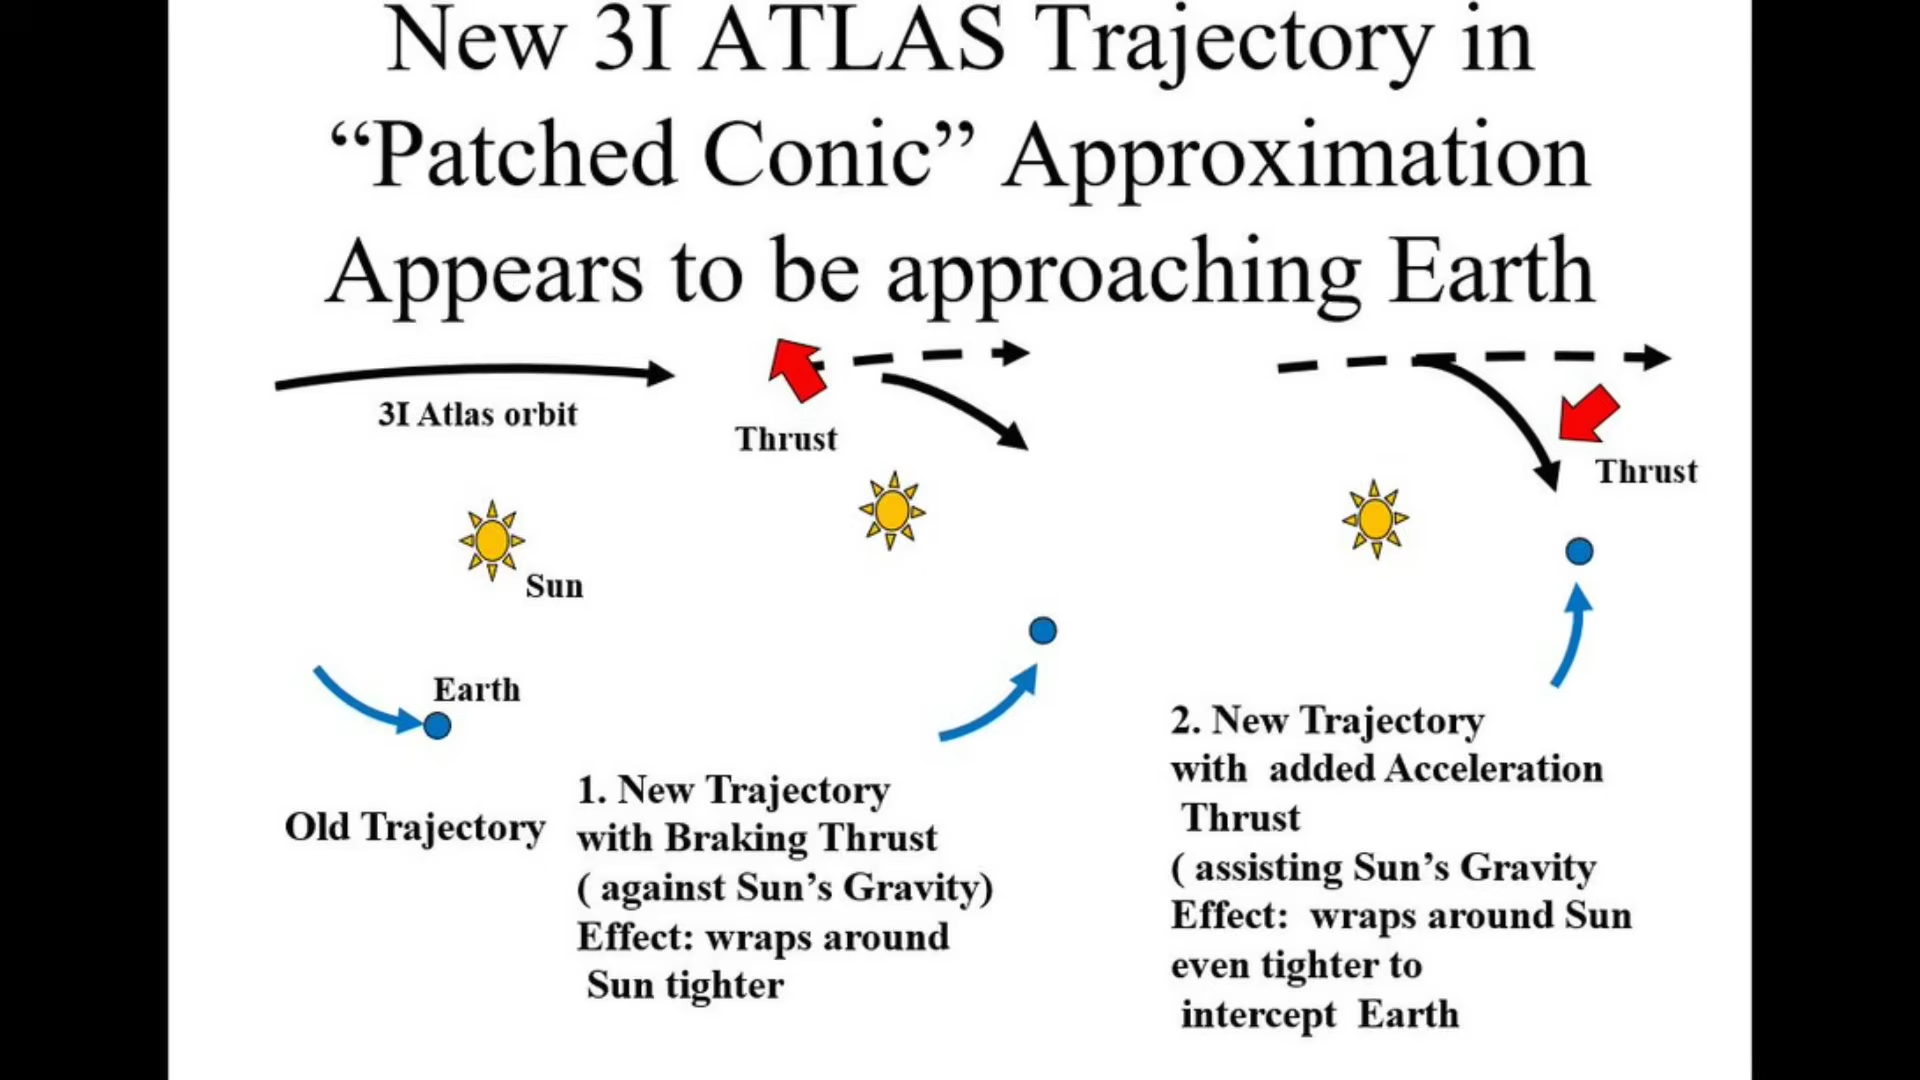 New 3I ATLAS Trajectory in
“Patched Conic” Approximation
Appears to be approaching Earth
3I Atlas orbit
Thrust
Thrust
Sun
Earth
Old Trajectory
1. New Trajectory
with Braking Thrust
( against Sun’s Gravity)
Effect: wraps around
Sun tighter
2. New Trajectory
with added Acceleration
Thrust
( assisting Sun’s Gravity
Effect: wraps around Sun
even tighter to
intercept Earth